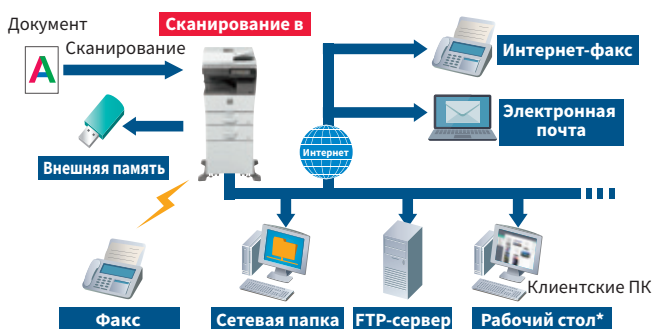 Документ
Сканирование в
Сканирование
A
Интернет-факс
Электронная
почта
Интернет
Внешняя память
Клиентские ПК
Факс
Сетевая папка
FTP-сервер
Рабочий стол*